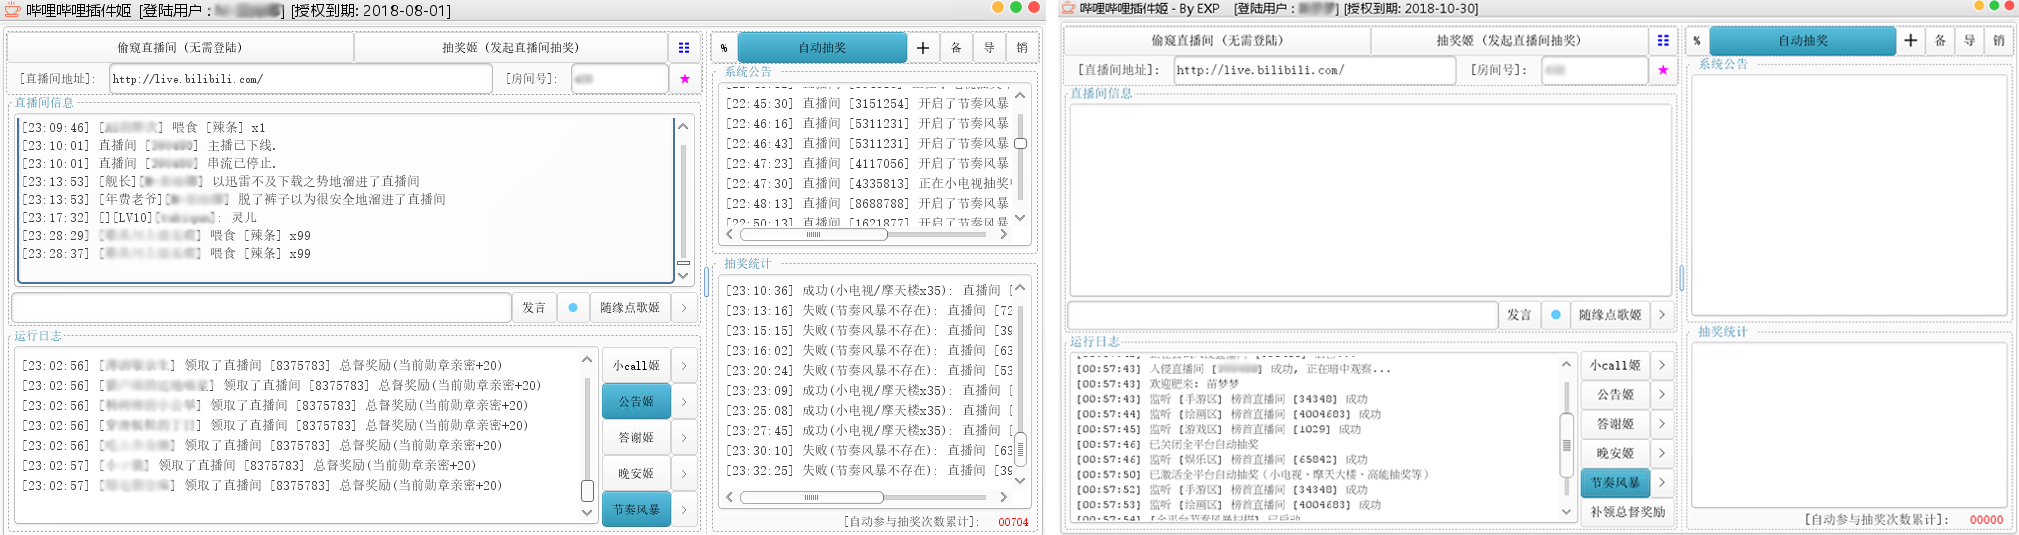 哔哩哔哩插件姬 [登陆用户 : ] [授权到期: 2018-08-01]
偷窥直播间 (无需登陆)
抽奖姬 (发起直播间抽奖)
[直播间地址]: http://live.bilibili.com/ [房间号]:
直播间信息
[23:09:46] [ ] 喂食 [辣条] x1
[23:10:01] 直播间 [ ] 主播已下线.
[23:10:01] 直播间 [ ] 串流已停止.
[23:13:53] [舰长][ ] 以迅雷不及下载之势地溜进了直播间
[23:13:53] [年费老爷][ ] 脱了裤子以为很安全地溜进了直播间
[23:17:32] [][LV10][ ]: 灵儿
[23:28:29] [ ] 喂食 [辣条] x99
[23:28:37] [ ] 喂食 [辣条] x99
发言
随缘点歌姬
>
运行日志
[23:02:56] [ ] 领取了直播间 [8375783] 总督奖励(当前勋章亲密+20)
[23:02:56] [ ] 领取了直播间 [8375783] 总督奖励(当前勋章亲密+20)
[23:02:56] [ ] 领取了直播间 [8375783] 总督奖励(当前勋章亲密+20)
[23:02:56] [ ] 领取了直播间 [8375783] 总督奖励(当前勋章亲密+20)
[23:02:56] [ ] 领取了直播间 [8375783] 总督奖励(当前勋章亲密+20)
[23:02:57] [ ] 领取了直播间 [8375783] 总督奖励(当前勋章亲密+20)
[23:02:57] [ ] 领取了直播间 [8375783] 总督奖励(当前勋章亲密+20)
小call姬 >
公告姬 >
答谢姬 >
晚安姬 >
节奏风暴 >
% 自动抽奖 + 备 导 销
系统公告
[22:45:30] 直播间 [3151254] 开启了节奏风暴
[22:46:16] 直播间 [5311231] 开启了节奏风暴
[22:46:43] 直播间 [5311231] 开启了节奏风暴
[22:47:23] 直播间 [4117056] 开启了节奏风暴
[22:47:30] 直播间 [4335813] 正在小电视抽奖
[22:48:13] 直播间 [8688788] 开启了节奏风暴
[22:50:13] 直播间 [1621877] 开启了节奏风暴
抽奖统计
[23:10:36] 成功(小电视/摩天楼x35): 直播间 [
[23:13:16] 失败(节奏风暴不存在): 直播间 [72
[23:15:15] 失败(节奏风暴不存在): 直播间 [39
[23:16:02] 失败(节奏风暴不存在): 直播间 [63
[23:20:24] 失败(节奏风暴不存在): 直播间 [53
[23:23:09] 成功(小电视/摩天楼x35): 直播间 [
[23:25:08] 成功(小电视/摩天楼x35): 直播间 [
[23:27:45] 成功(小电视/摩天楼x35): 直播间 [
[23:30:10] 失败(节奏风暴不存在): 直播间 [63
[23:32:25] 失败(节奏风暴不存在): 直播间 [39
[自动参与抽奖次数累计]: 00704
哔哩哔哩插件姬 - By EXP [登陆用户 : ] [授权到期: 2018-10-30]
偷窥直播间 (无需登陆)
抽奖姬 (发起直播间抽奖)
[直播间地址]: http://live.bilibili.com/ [房间号]:
直播间信息
发言
随缘点歌姬
>
运行日志
[00:57:43] 入侵直播间 [ ] 成功, 正在暗中观察...
[00:57:43] 欢迎肥来: 苗梦梦
[00:57:43] 监听 [手游区] 榜首直播间 [34348] 成功
[00:57:44] 监听 [绘画区] 榜首直播间 [4004683] 成功
[00:57:45] 监听 [游戏区] 榜首直播间 [1029] 成功
[00:57:46] 已关闭全平台自动抽奖
[00:57:46] 监听 [娱乐区] 榜首直播间 [65842] 成功
[00:57:50] 已激活全平台自动抽奖 (小电视、摩天大楼、高能抽奖等)
[00:57:52] 监听 [手游区] 榜首直播间 [34348] 成功
[00:57:53] 监听 [绘画区] 榜首直播间 [4004683] 成功
[00:57:54] [全平台节奏风暴扫描] 已启动
小call姬 >
公告姬 >
答谢姬 >
晚安姬 >
节奏风暴 >
补领总督奖励
% 自动抽奖 + 备 导 销
系统公告
抽奖统计
[自动参与抽奖次数累计]: 00000